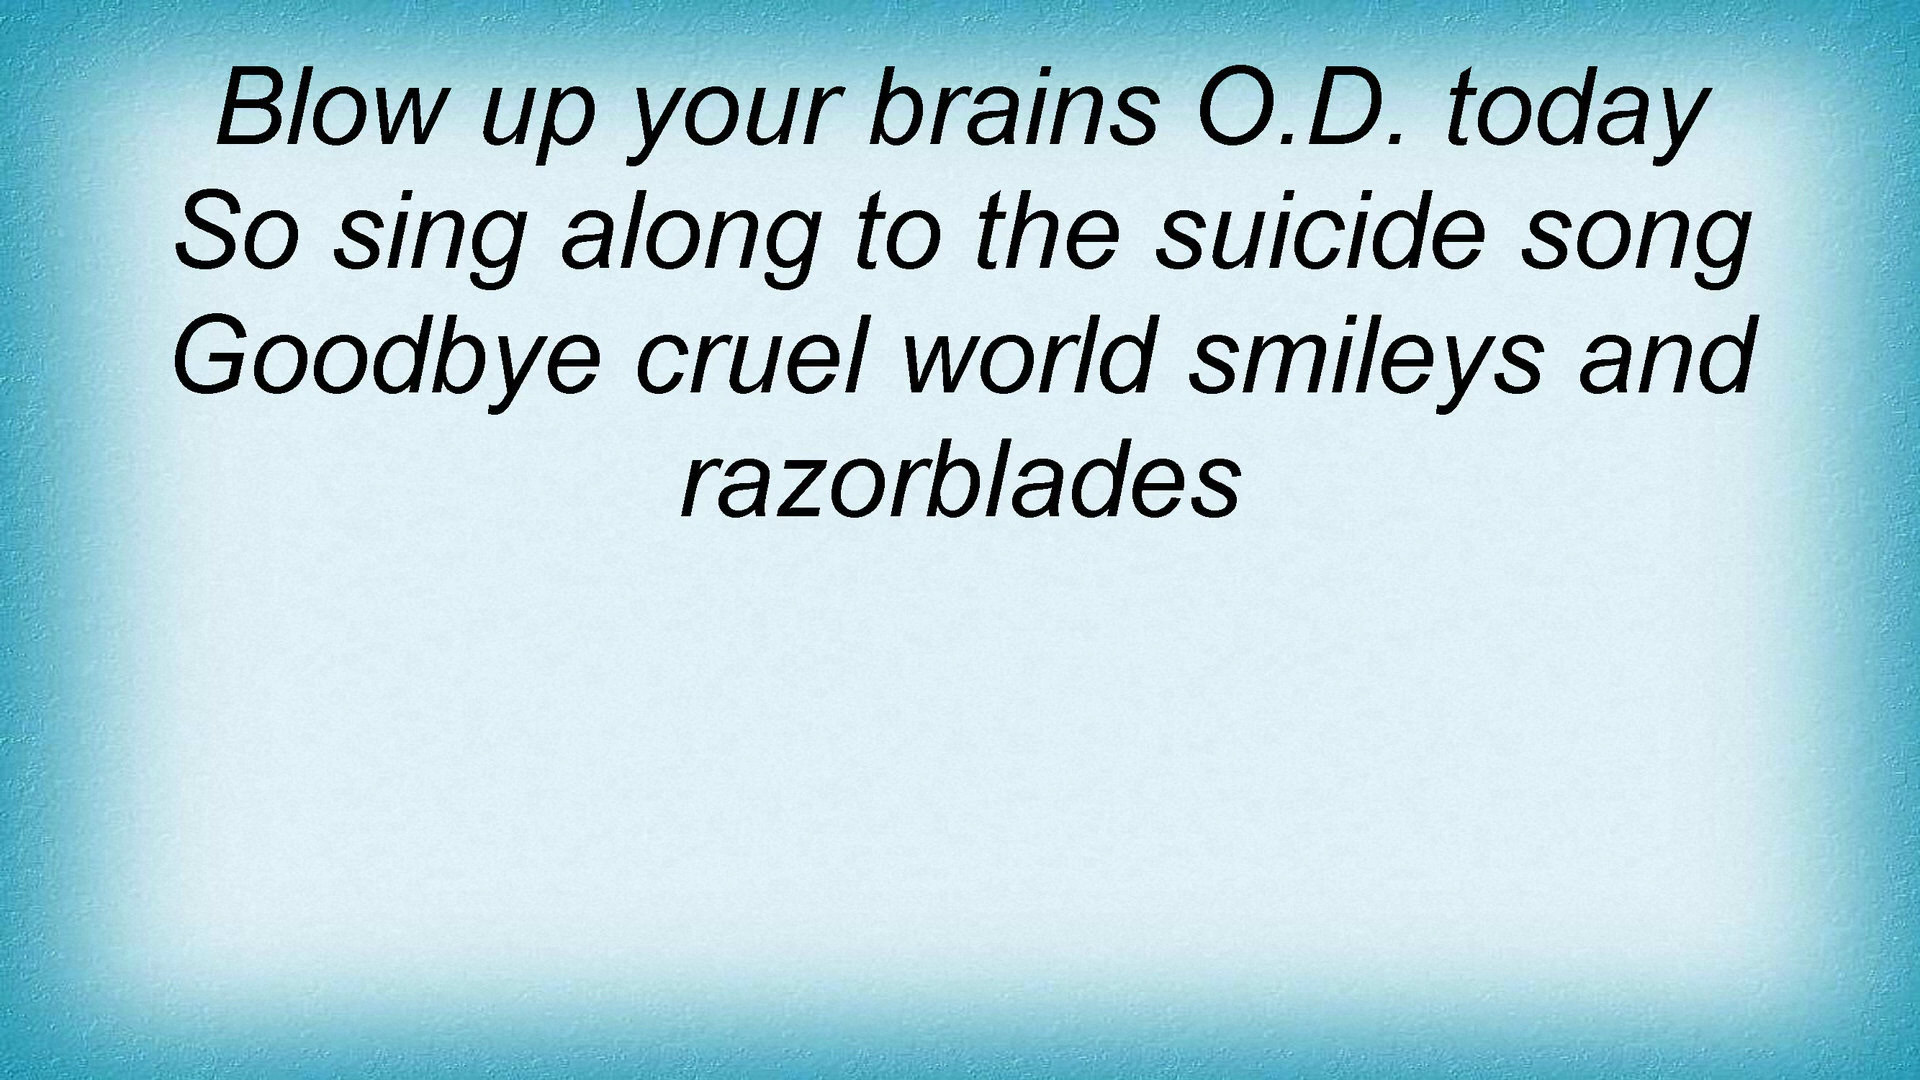 Blow up your brains O.D. today
So sing along to the suicide song
Goodbye cruel world smileys and
razorblades